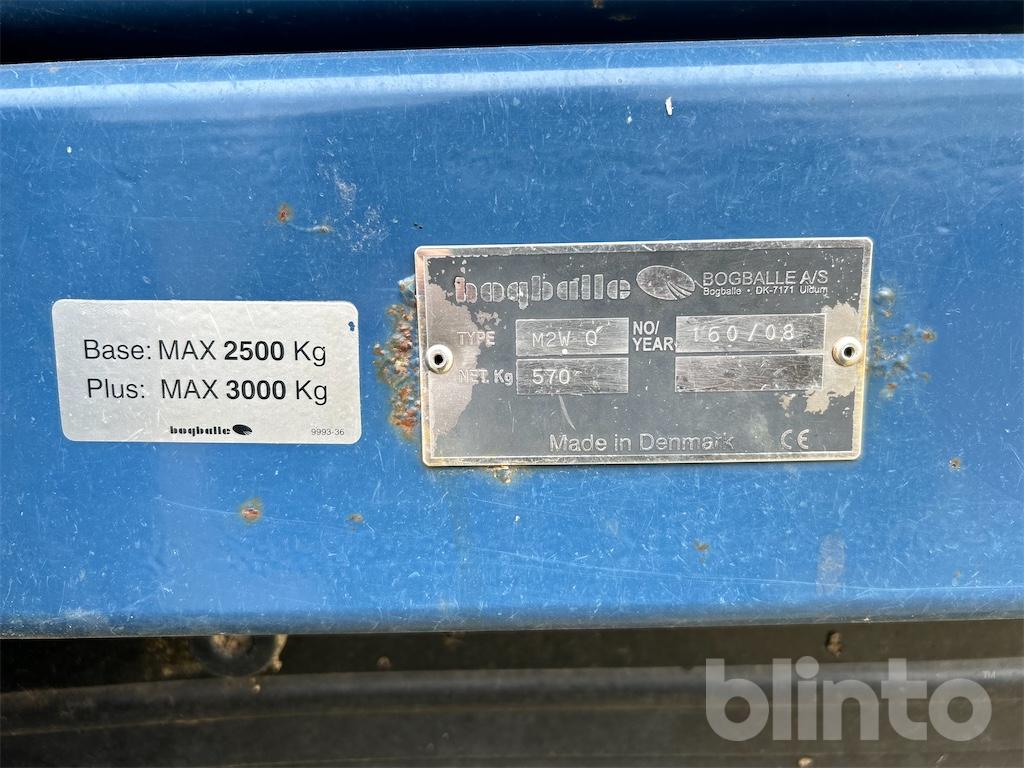 Base: MAX 2500 Kg
Plus: MAX 3000 Kg
bogballe
9993-36
bogballe
BOGBALLE A/S
Bogballe • DK-7171 Uldum
TYPE M2W Q NO/YEAR 160/08
NET. Kg 570
Made in Denmark CE
blinto™